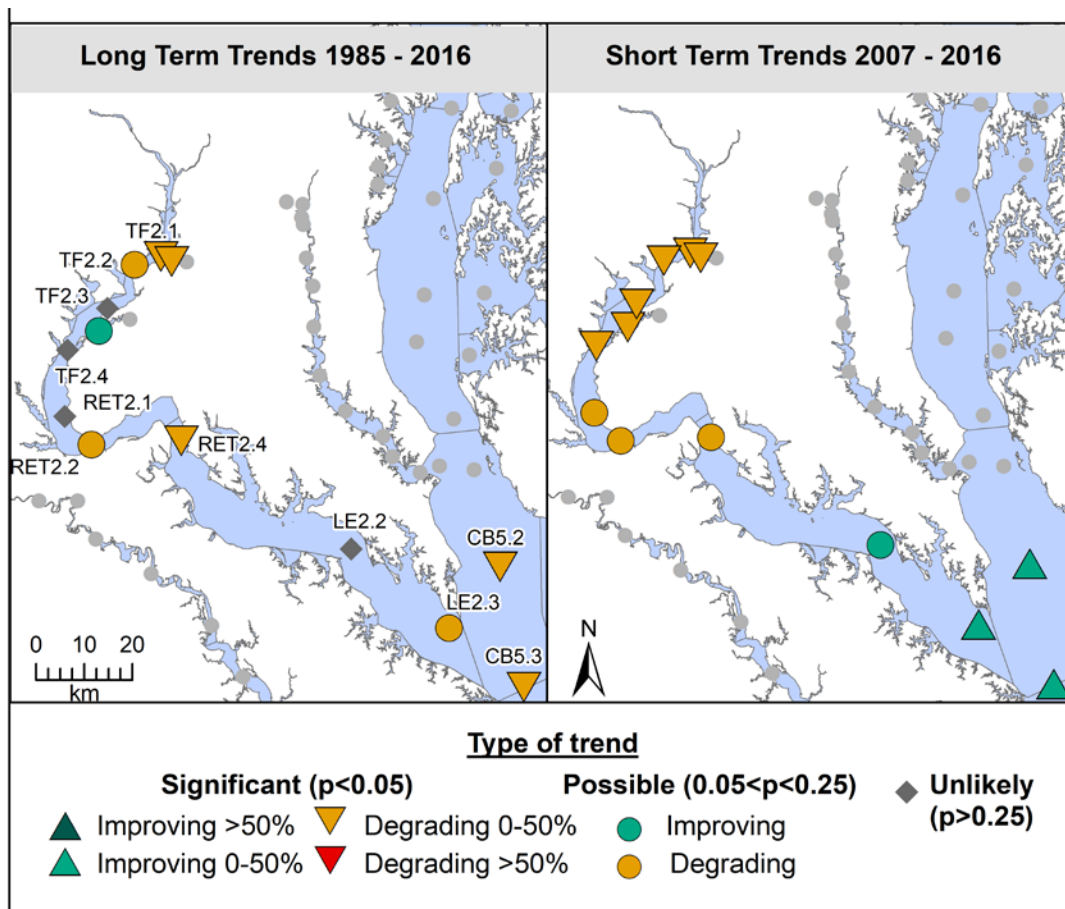 Long Term Trends 1985 - 2016
Short Term Trends 2007 - 2016
TF2.1
TF2.2
TF2.3
TF2.4
RET2.1
RET2.2
RET2.4
LE2.2
CB5.2
LE2.3
CB5.3
0 10 20
km
N
Type of trend
Significant (p<0.05)
Possible (0.05<p<0.25)
Unlikely
(p>0.25)
Improving >50%
Degrading 0-50%
Improving
Improving 0-50%
Degrading >50%
Degrading